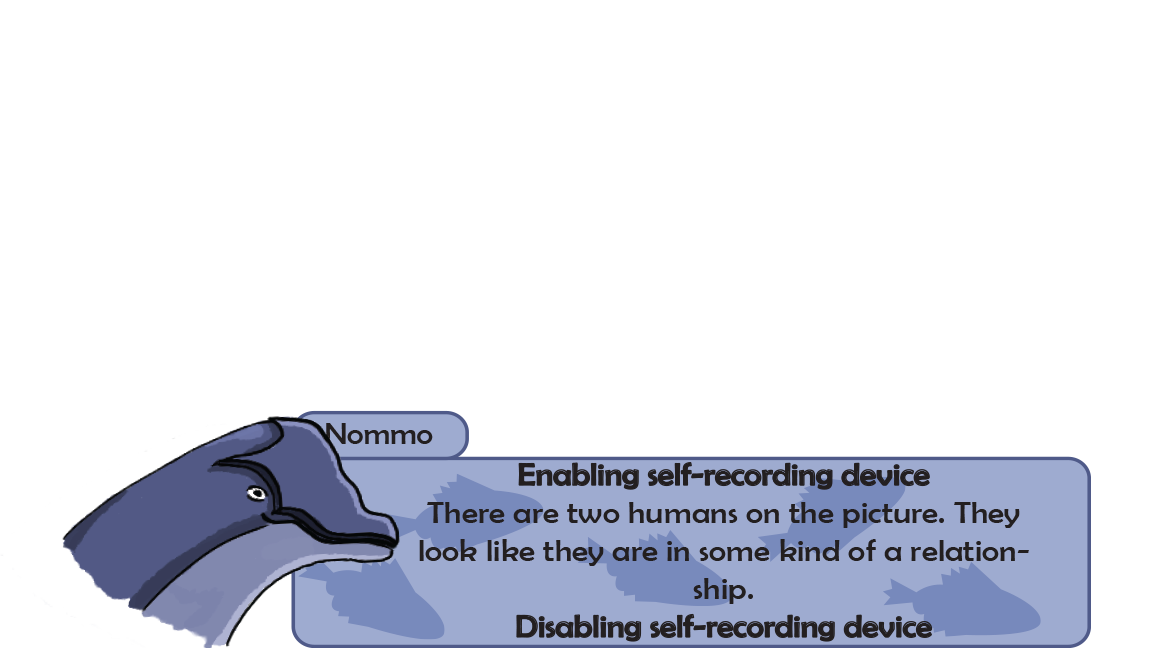 Nommo
Enabling self-recording device
There are two humans on the picture. They
look like they are in some kind of a relation-
ship.
Disabling self-recording device